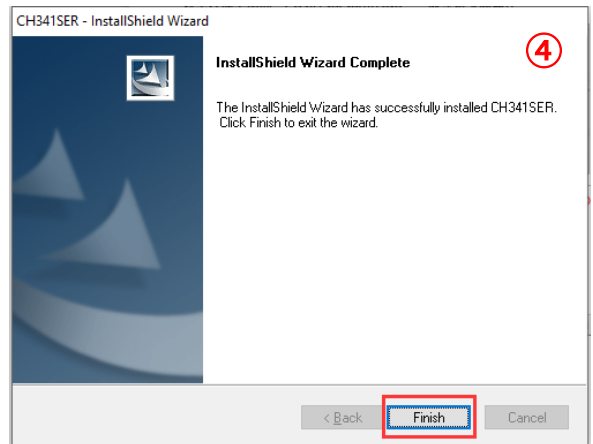 CH341SER - InstallShield Wizard
④
InstallShield Wizard Complete
The InstallShield Wizard has successfully installed CH341SER.
Click Finish to exit the wizard.
< Back
Finish
Cancel